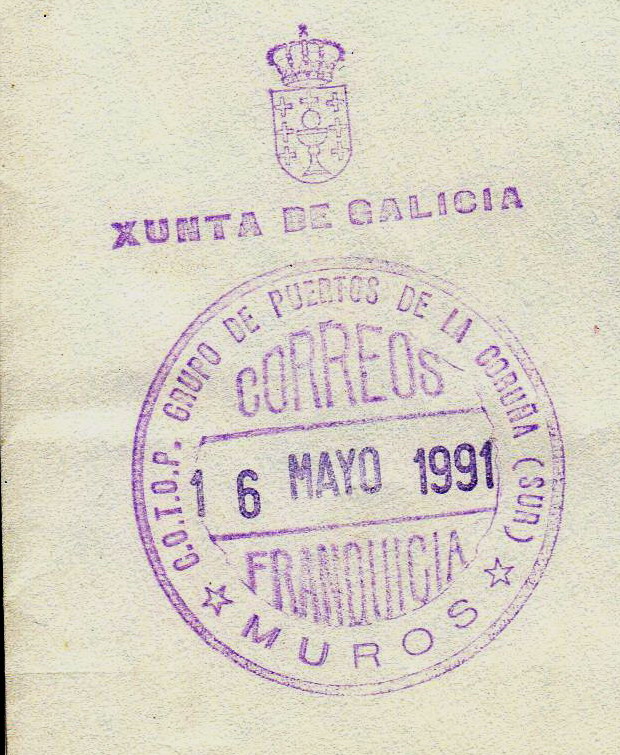 XUNTA DE GALICIA
C.O.T.O.P. GRUPO DE PUERTOS DE LA CORUÑA (SUR)
CORREOS
16 MAYO 1991
FRANQUICIA
☆ MUROS ☆